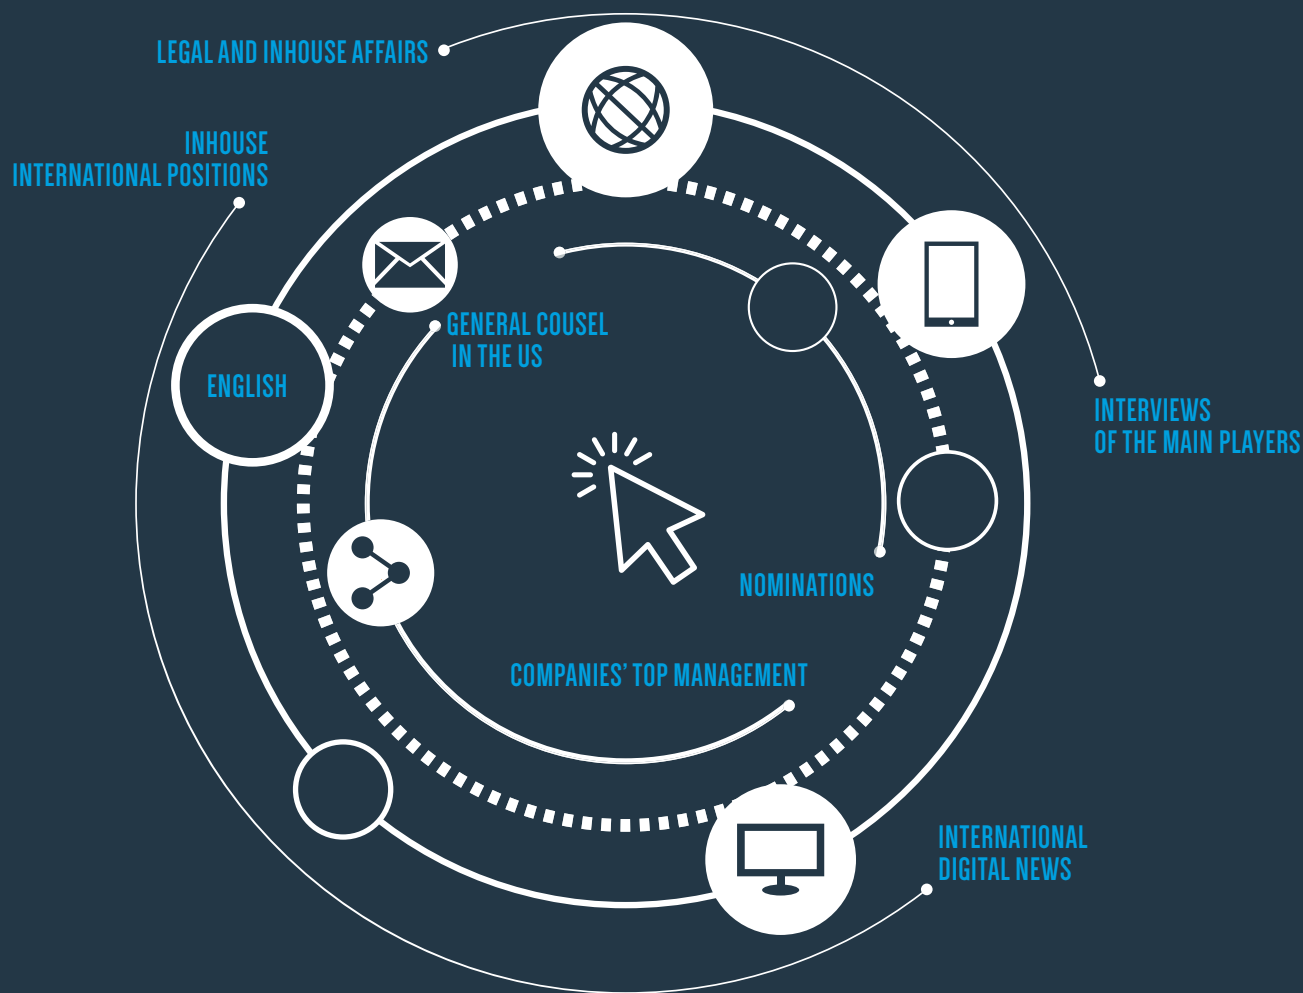 LEGAL AND INHOUSE AFFAIRS
INHOUSE
INTERNATIONAL POSITIONS
GENERAL COUSEL
IN THE US
ENGLISH
INTERVIEWS
OF THE MAIN PLAYERS
NOMINATIONS
COMPANIES' TOP MANAGEMENT
INTERNATIONAL
DIGITAL NEWS